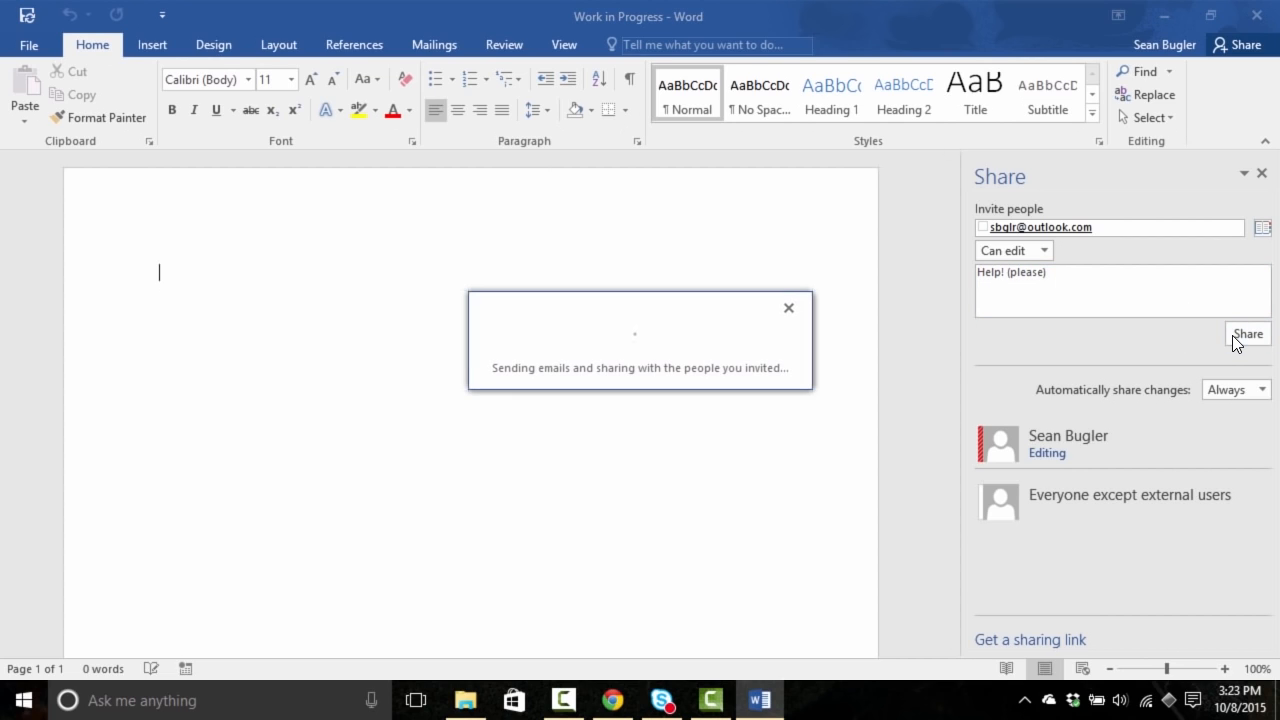 Work in Progress - Word
File Home Insert Design Layout References Mailings Review View Tell me what you want to do... Sean Bugler Share
Paste
Cut
Copy
Format Painter
Clipboard
Calibri (Body) 11
Aa
B I U abc X₂ X² A A
Font
Paragraph
AaBbCcDc AaBbCcDc AaBbCc AaBbCcC AaB AaBbCcD
¶ Normal ¶ No Spac... Heading 1 Heading 2 Title Subtitle
Styles
Find
Replace
Select
Editing
Share
Invite people
sbglr@outlook.com
Can edit
Help! (please)
Share
Sending emails and sharing with the people you invited...
Automatically share changes: Always
Sean Bugler
Editing
Everyone except external users
Get a sharing link
Page 1 of 1 0 words 100%
Ask me anything
3:23 PM
10/8/2015